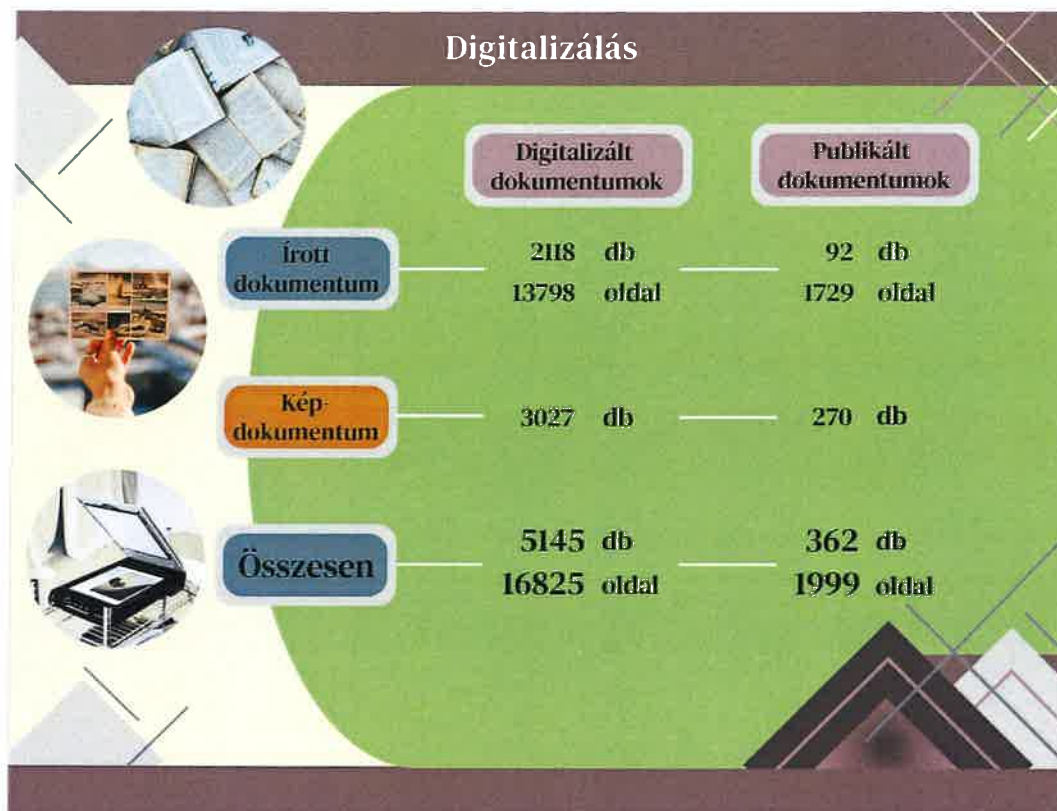 Digitalizálás
Digitalizált
dokumentumok
Publikált
dokumentumok
Írott
dokumentum
2118 db
13798 oldal
92 db
1729 oldal
Kép-
dokumentum
3027 db
270 db
Összesen
5145 db
16825 oldal
362 db
1999 oldal